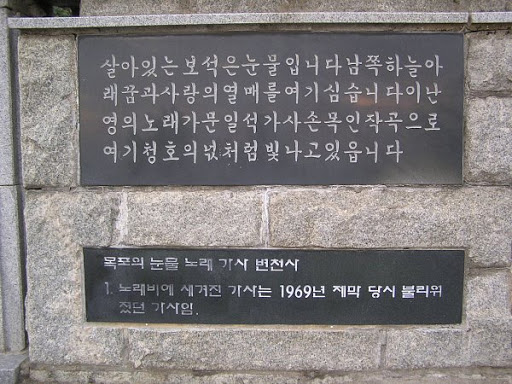 살아있는 보석은눈물입니다남쪽하늘아
래꿈과사랑의열매를여기심습니다이난
영의노래가문일석가사손목인작곡으로
여기청호의넋처럼빛나고있읍니다
목포의 눈물 노래 가사 변천사
1. 노래비에 새겨진 가사는 1969년 제막 당시 불리워
졌던 가사임.